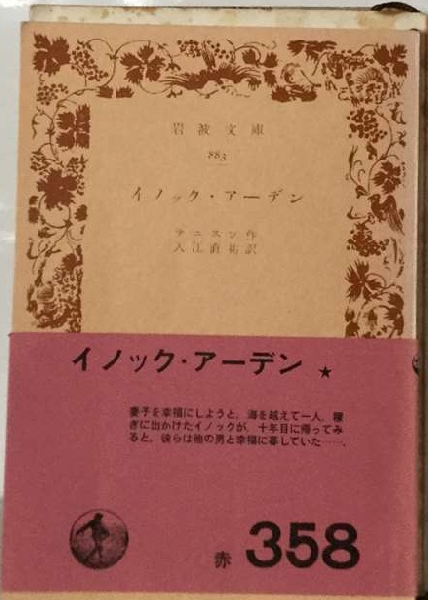 岩波文庫
883
イノック・アーデン
テニスン作
入江直祐訳
イノック・アーデン ★
妻子を幸福にしようと、海を越えて一人、稼
ぎに出かけたイノックが、十年目に帰ってみ
ると、彼らは他の男と幸福に暮していた——、
赤 358